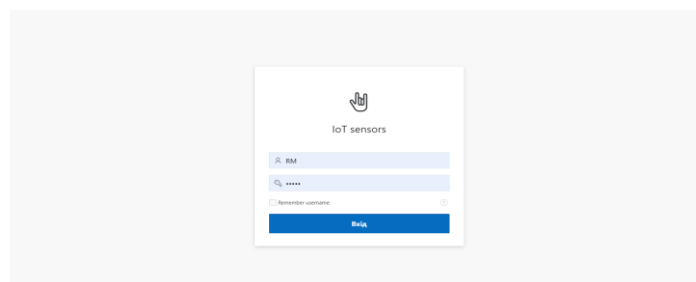 IoT sensors
RM
•••••
Remember username
Вхід